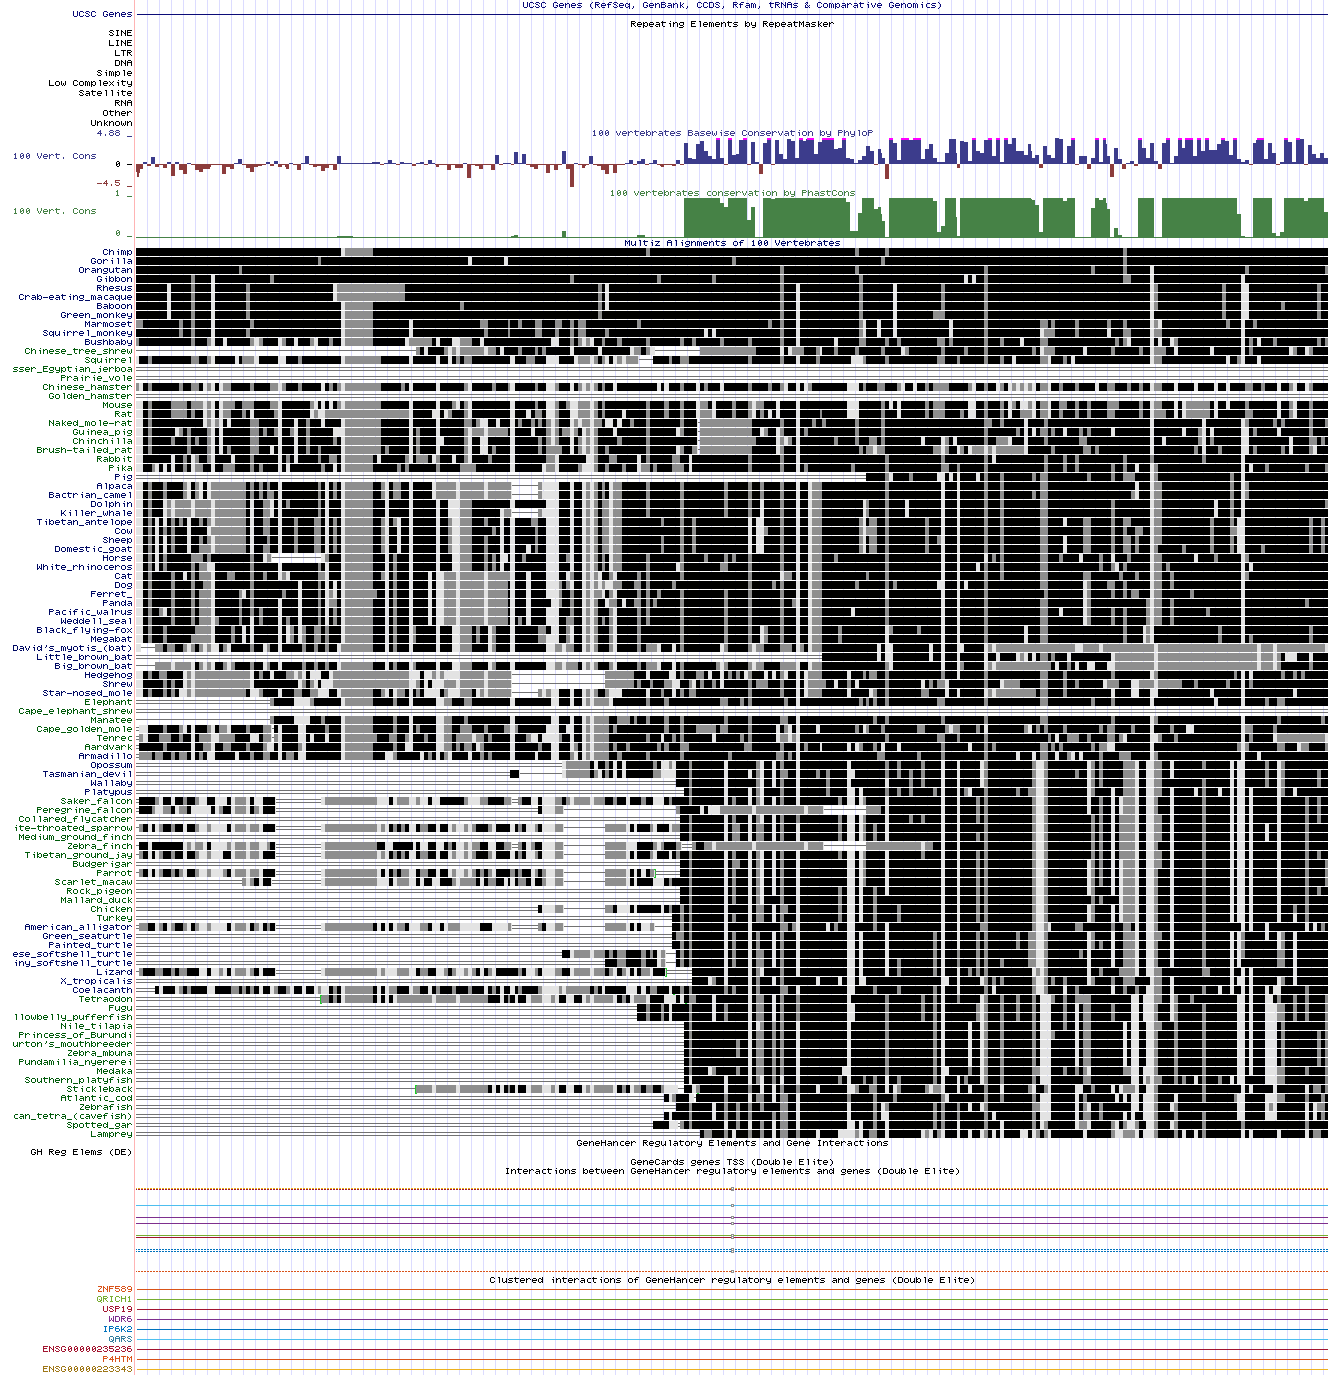 UCSC Genes (RefSeq, GenBank, CCDS, Rfam, tRNAs & Comparative Genomics)
UCSC Genes
Repeating Elements by RepeatMasker
SINE
LINE
LTR
DNA
Simple
Low Complexity
Satellite
RNA
Other
Unknown
100 vertebrates Basewise Conservation by PhyloP
4.88 _
100 Vert. Cons
0 _
-4.5 _
100 vertebrates conservation by PhastCons
1 _
100 Vert. Cons
0 _
Multiz Alignments of 100 Vertebrates
Chimp
Gorilla
Orangutan
Gibbon
Rhesus
Crab-eating_macaque
Baboon
Green_monkey
Marmoset
Squirrel_monkey
Bushbaby
Chinese_tree_shrew
Squirrel
sser_Egyptian_jerboa
Prairie_vole
Chinese_hamster
Golden_hamster
Mouse
Rat
Naked_mole-rat
Guinea_pig
Chinchilla
Brush-tailed_rat
Rabbit
Pika
Pig
Alpaca
Bactrian_camel
Dolphin
Killer_whale
Tibetan_antelope
Cow
Sheep
Domestic_goat
Horse
White_rhinoceros
Cat
Dog
Ferret_
Panda
Pacific_walrus
Weddell_seal
Black_flying-fox
Megabat
David's_myotis_(bat)
Little_brown_bat
Big_brown_bat
Hedgehog
Shrew
Star-nosed_mole
Elephant
Cape_elephant_shrew
Manatee
Cape_golden_mole
Tenrec
Aardvark
Armadillo
Opossum
Tasmanian_devil
Wallaby
Platypus
Saker_falcon
Peregrine_falcon
Collared_flycatcher
ite-throated_sparrow
Medium_ground_finch
Zebra_finch
Tibetan_ground_jay
Budgerigar
Parrot
Scarlet_macaw
Rock_pigeon
Mallard_duck
Chicken
Turkey
American_alligator
Green_seaturtle
Painted_turtle
ese_softshell_turtle
iny_softshell_turtle
Lizard
X_tropicalis
Coelacanth
Tetraodon
Fugu
llowbelly_pufferfish
Nile_tilapia
Princess_of_Burundi
urton's_mouthbreeder
Zebra_mbuna
Pundamilia_nyererei
Medaka
Southern_platyfish
Stickleback
Atlantic_cod
Zebrafish
can_tetra_(cavefish)
Spotted_gar
Lamprey
GeneHancer Regulatory Elements and Gene Interactions
GH Reg Elems (DE)
GeneCards genes TSS (Double Elite)
Interactions between GeneHancer regulatory elements and genes (Double Elite)
Clustered interactions of GeneHancer regulatory elements and genes (Double Elite)
ZNF589
QRICH1
USP19
WDR6
IP6K2
QARS
ENSG00000235236
P4HTM
ENSG00000223343